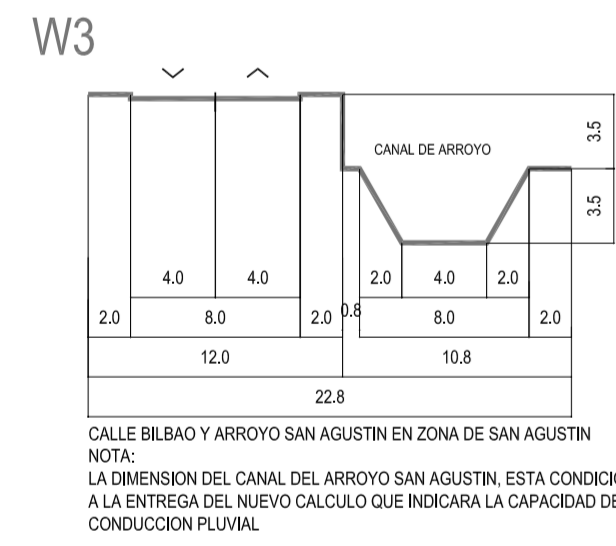 W3
CANAL DE ARROYO
3.5
3.5
4.0 4.0 2.0 4.0 2.0
2.0 8.0 2.0 0.8 8.0 2.0
12.0 10.8
22.8
CALLE BILBAO Y ARROYO SAN AGUSTIN EN ZONA DE SAN AGUSTIN
NOTA:
LA DIMENSION DEL CANAL DEL ARROYO SAN AGUSTIN, ESTA CONDICI
A LA ENTREGA DEL NUEVO CALCULO QUE INDICARA LA CAPACIDAD DE
CONDUCCION PLUVIAL